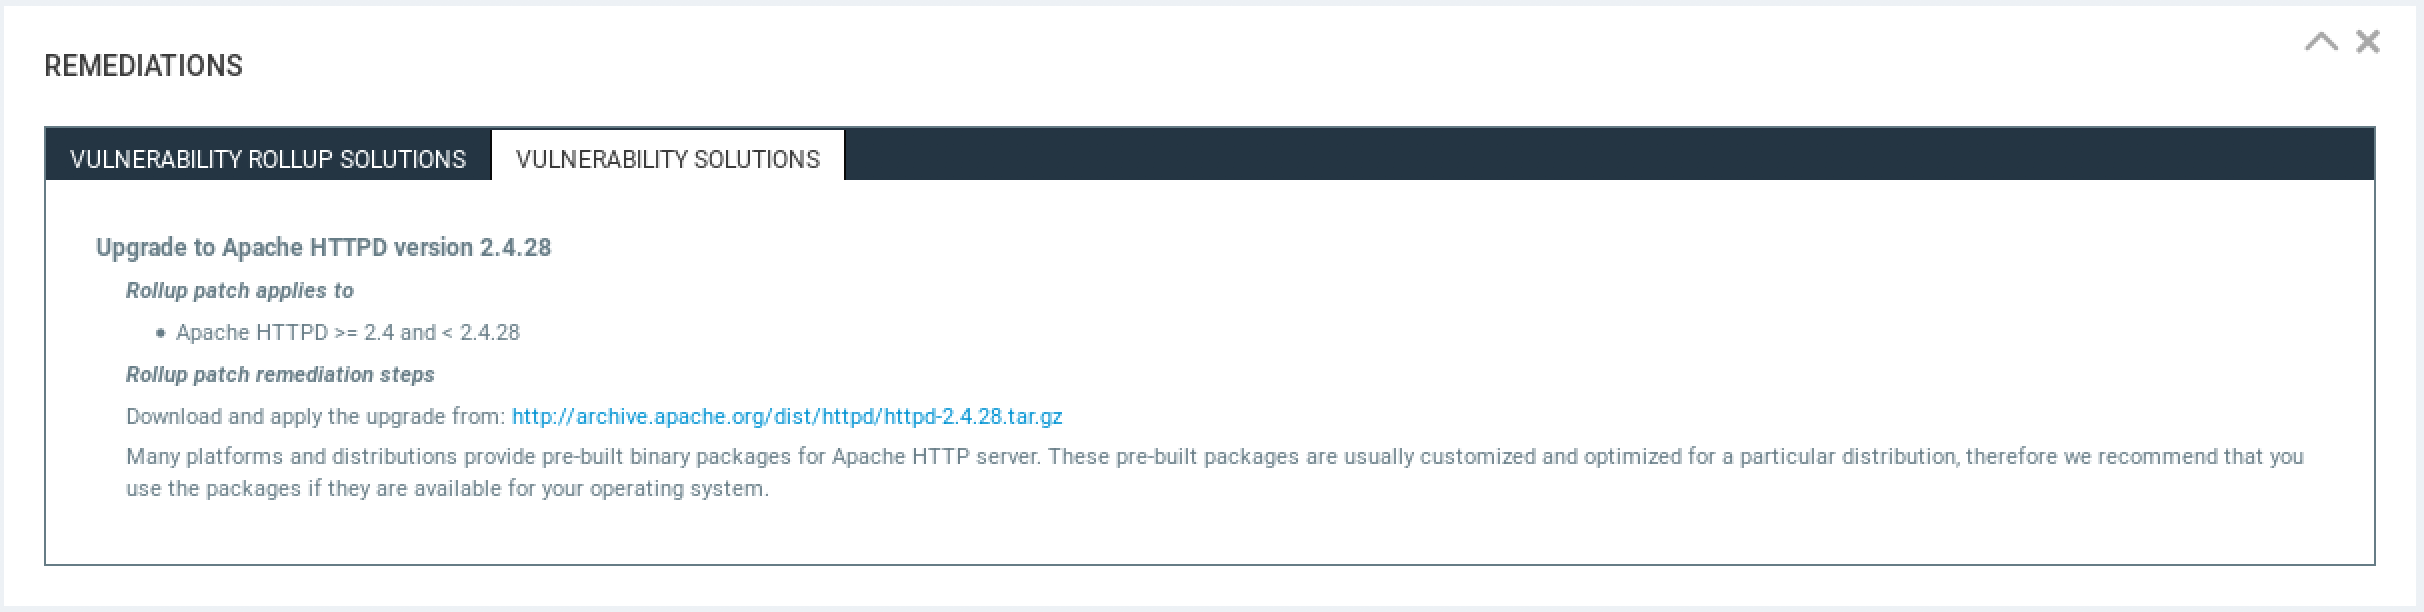 REMEDIATIONS
VULNERABILITY ROLLUP SOLUTIONS VULNERABILITY SOLUTIONS
Upgrade to Apache HTTPD version 2.4.28
Rollup patch applies to
• Apache HTTPD >= 2.4 and < 2.4.28
Rollup patch remediation steps
Download and apply the upgrade from: http://archive.apache.org/dist/httpd/httpd-2.4.28.tar.gz
Many platforms and distributions provide pre-built binary packages for Apache HTTP server. These pre-built packages are usually customized and optimized for a particular distribution, therefore we recommend that you
use the packages if they are available for your operating system.